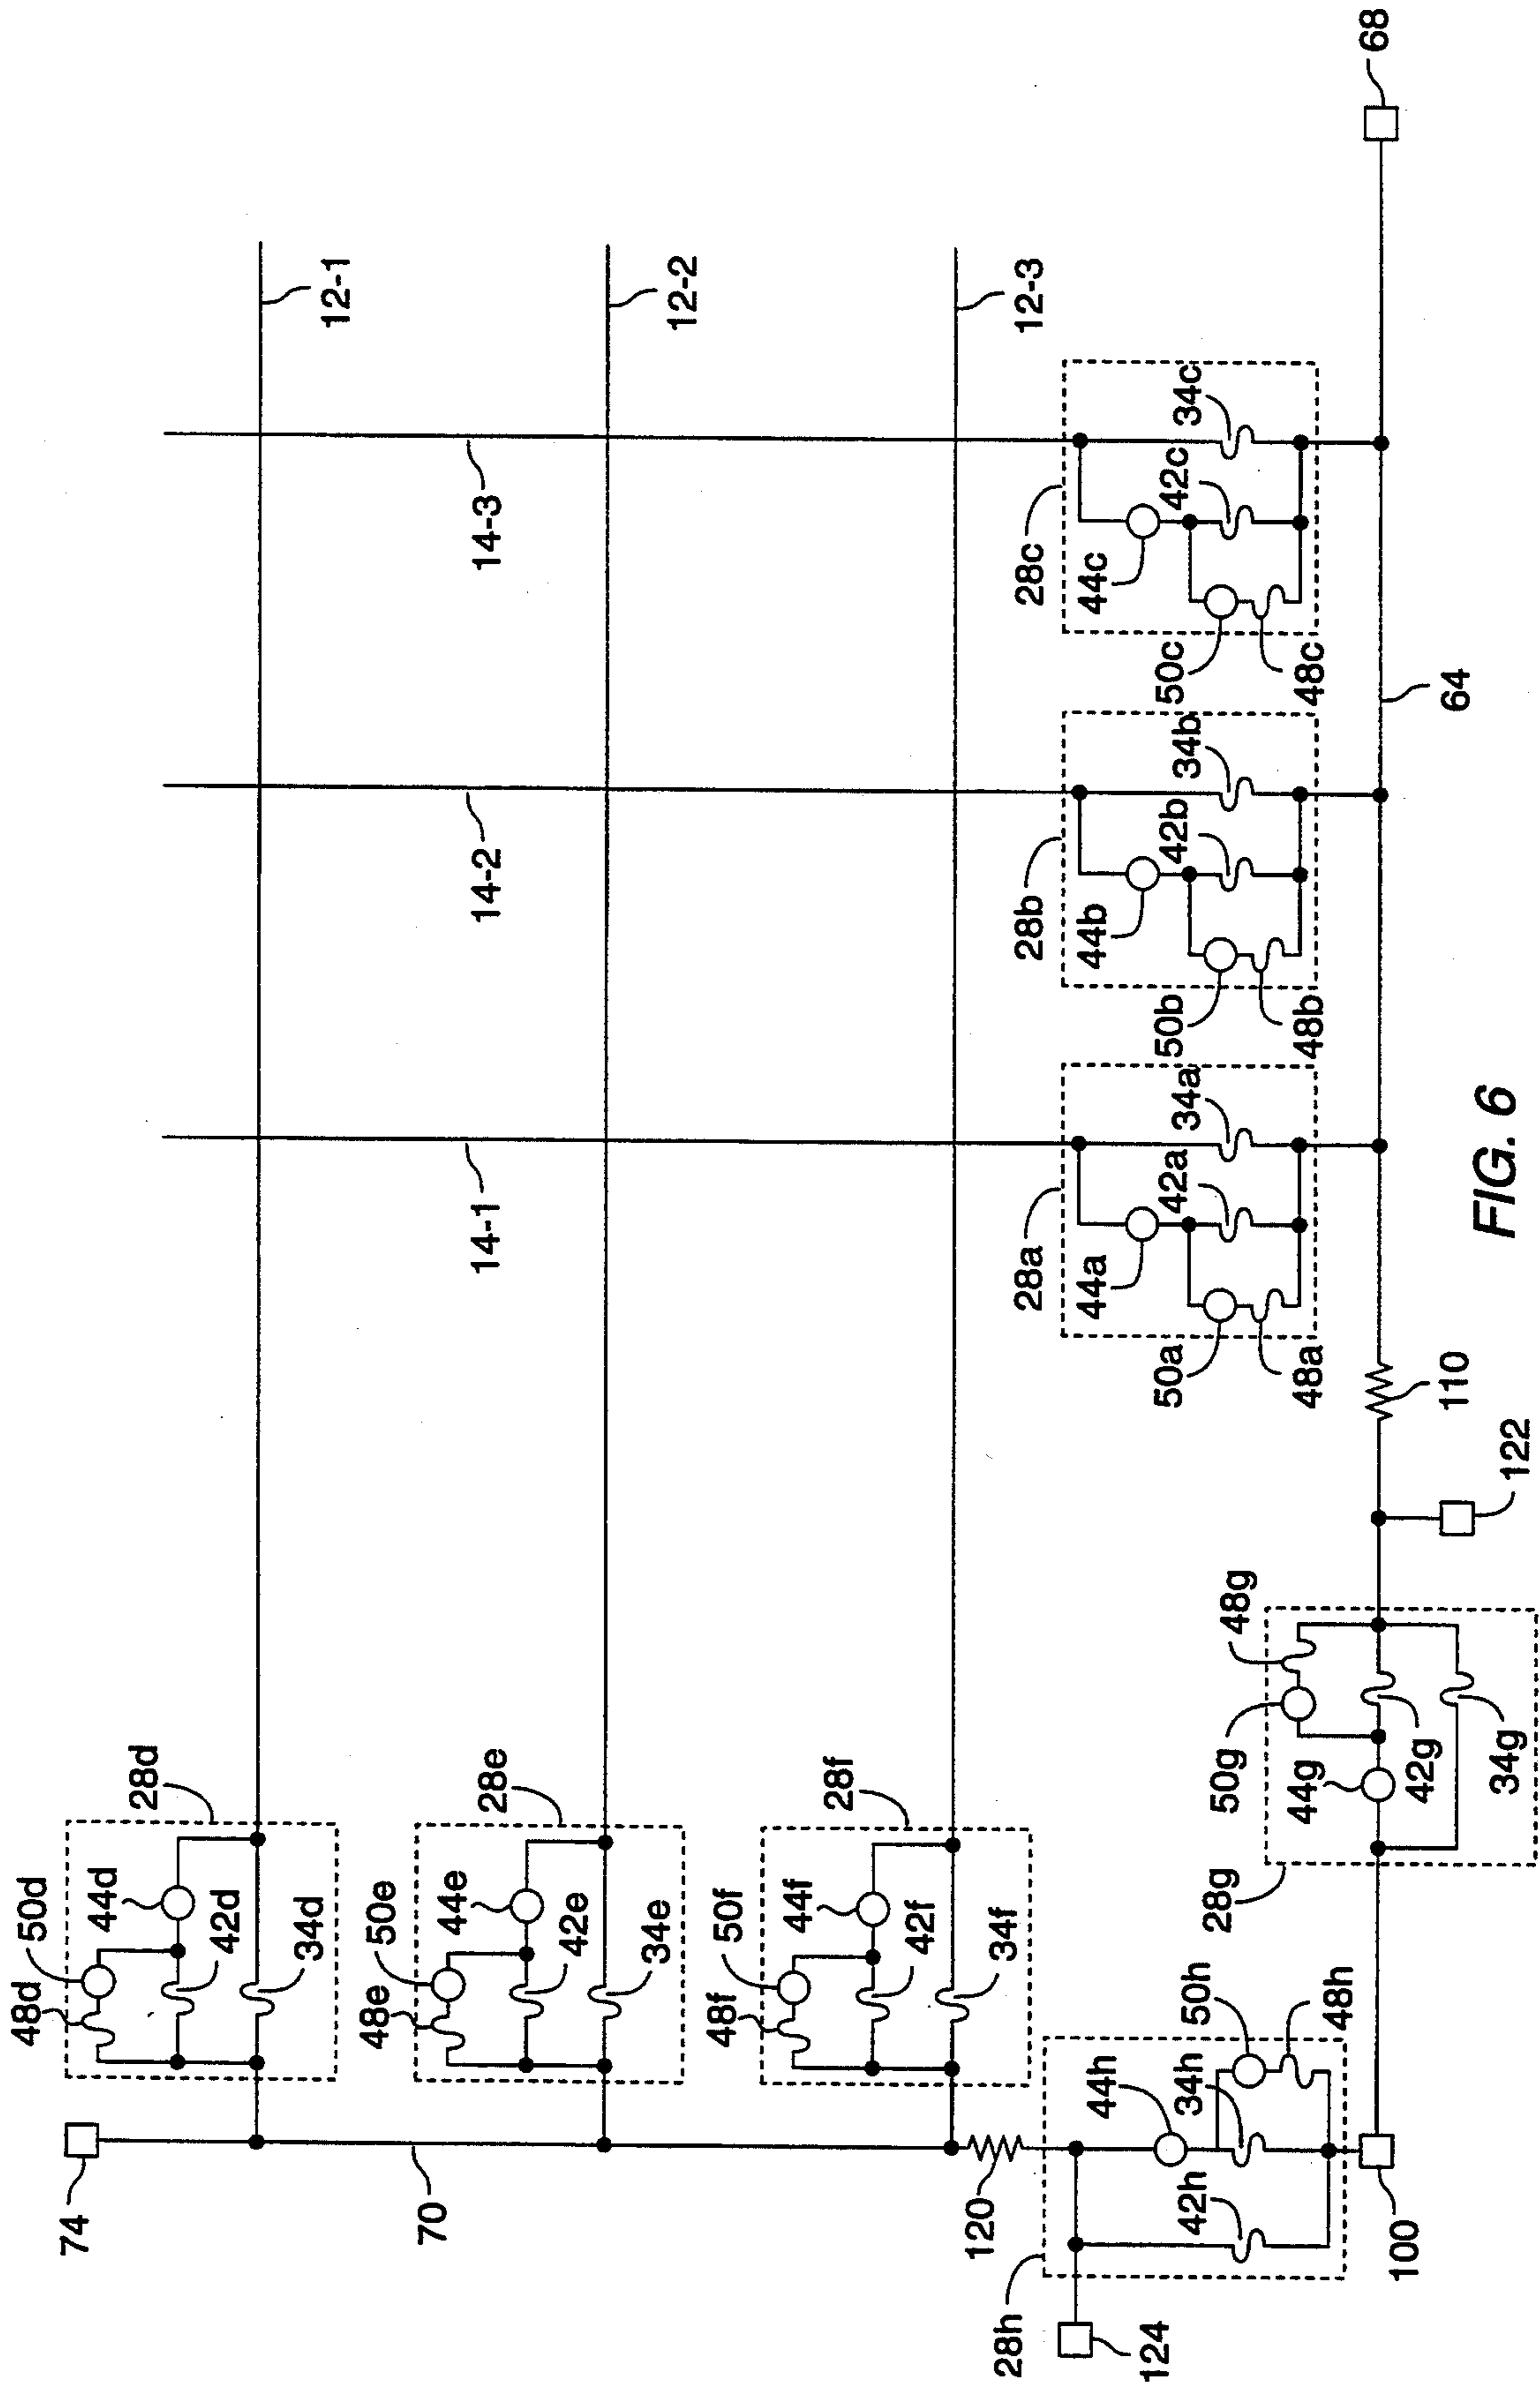 74
70
48d
50d
44d
42d
34d
28d
12-1
48e
50e
44e
42e
34e
28e
12-2
48f
50f
44f
42f
34f
28f
12-3
14-1
14-2
14-3
120
28h
124
42h
44h
34h
50h
48h
100
28g
44g
50g
48g
42g
34g
122
110
28a
44a
42a
34a
50a
48a
28b
44b
42b
34b
50b
48b
28c
44c
42c
34c
50c
48c
64
68
FIG. 6